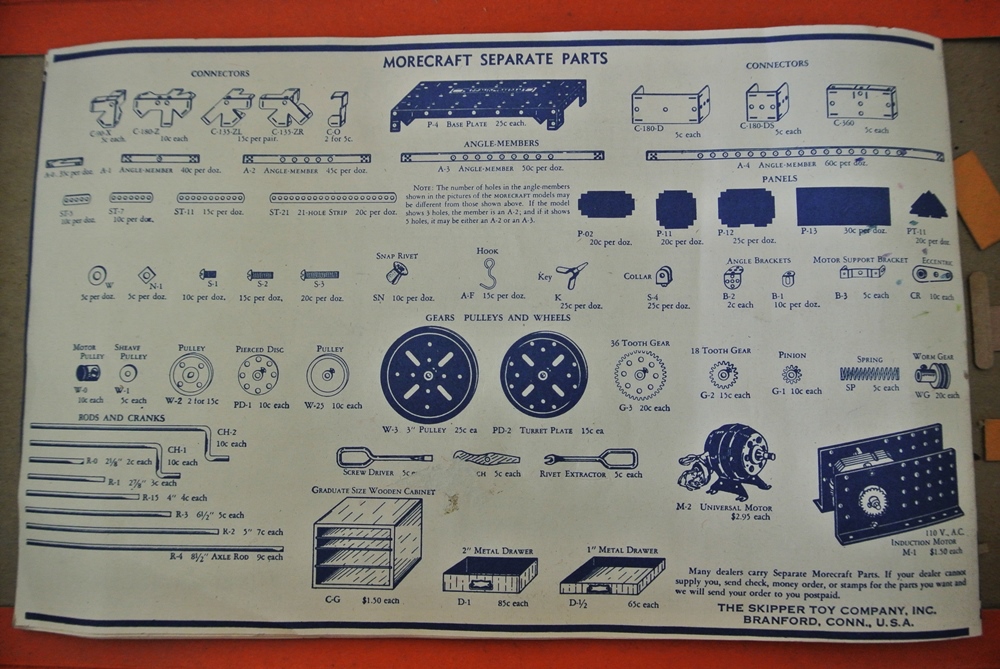 MORECRAFT SEPARATE PARTS
CONNECTORS
CONNECTORS
C-90-X
5c each.
C-180-Z
10c each
C-135-ZL
C-135-ZR
15c per pair.
C-O
2 for 5c.
P-4 BASE PLATE 25c each.
C-180-D
5c each
C-180-DS
5c each
C-360
5c each
ANGLE-MEMBERS
A-0 35c per doz.
A-1 ANGLE-MEMBER 40c per doz.
A-2 ANGLE-MEMBER 45c per doz.
A-3 ANGLE-MEMBER 50c per doz.
A-4 ANGLE-MEMBER 60c per doz.
PANELS
ST-5
10c per doz.
ST-7
10c per doz.
ST-11 15c per doz.
ST-21 21-HOLE STRIP 20c per doz.
NOTE: The number of holes in the angle-members
shown in the pictures of the MORECRAFT models may
be different from those shown above. If the model
shows 3 holes, the member is an A-2; and if it shows
5 holes, it may be either an A-2 or an A-3.
P-02
20c per doz.
P-11
20c per doz.
P-12
25c per doz.
P-13 30c per doz.
PT-11
20c per doz.
W
5c per doz.
N-1
5c per doz.
S-1
10c per doz.
S-2
15c per doz.
S-3
20c per doz.
SNAP RIVET
SN 10c per doz.
HOOK
A-F 15c per doz.
KEY
K
25c per doz.
COLLAR
S-4
25c per doz.
ANGLE BRACKETS
B-2
2c each
B-1
10c per doz.
MOTOR SUPPORT BRACKET
B-3 5c each
ECCENTRIC
CR 10c each
GEARS PULLEYS AND WHEELS
MOTOR
PULLEY
W-0
10c each
SHEAVE
PULLEY
W-1
5c each
PULLEY
W-2 2 for 15c
PIERCED DISC
PD-1 10c each
PULLEY
W-25 10c each
W-3 3" PULLEY 25c ea
PD-2 TURRET PLATE 15c ea
36 TOOTH GEAR
G-3 20c each
18 TOOTH GEAR
G-2 15c each
PINION
G-1 10c each
SPRING
SP 5c each
WORM GEAR
WG 20c each
RODS AND CRANKS
CH-2
10c each
CH-1
10c each
R-0 2⅛" 2c each
R-1 2⅞" 3c each
R-15 4" 4c each
R-3 6½" 5c each
R-2 5" 7c each
R-4 8½" AXLE ROD 9c each
SCREW DRIVER 5c
CH 5c each
RIVET EXTRACTOR 5c each
GRADUATE SIZE WOODEN CABINET
C-G $1.50 each
2" METAL DRAWER
D-1 85c each
1" METAL DRAWER
D-½ 65c each
M-2 UNIVERSAL MOTOR
$2.95 each
110 V., A.C.
INDUCTION MOTOR
M-1 $1.50 each
Many dealers carry Separate Morecraft Parts. If your dealer cannot
supply you, send check, money order, or stamps for the parts you want and
we will send your order to you postpaid.
THE SKIPPER TOY COMPANY, INC.
BRANFORD, CONN., U.S.A.